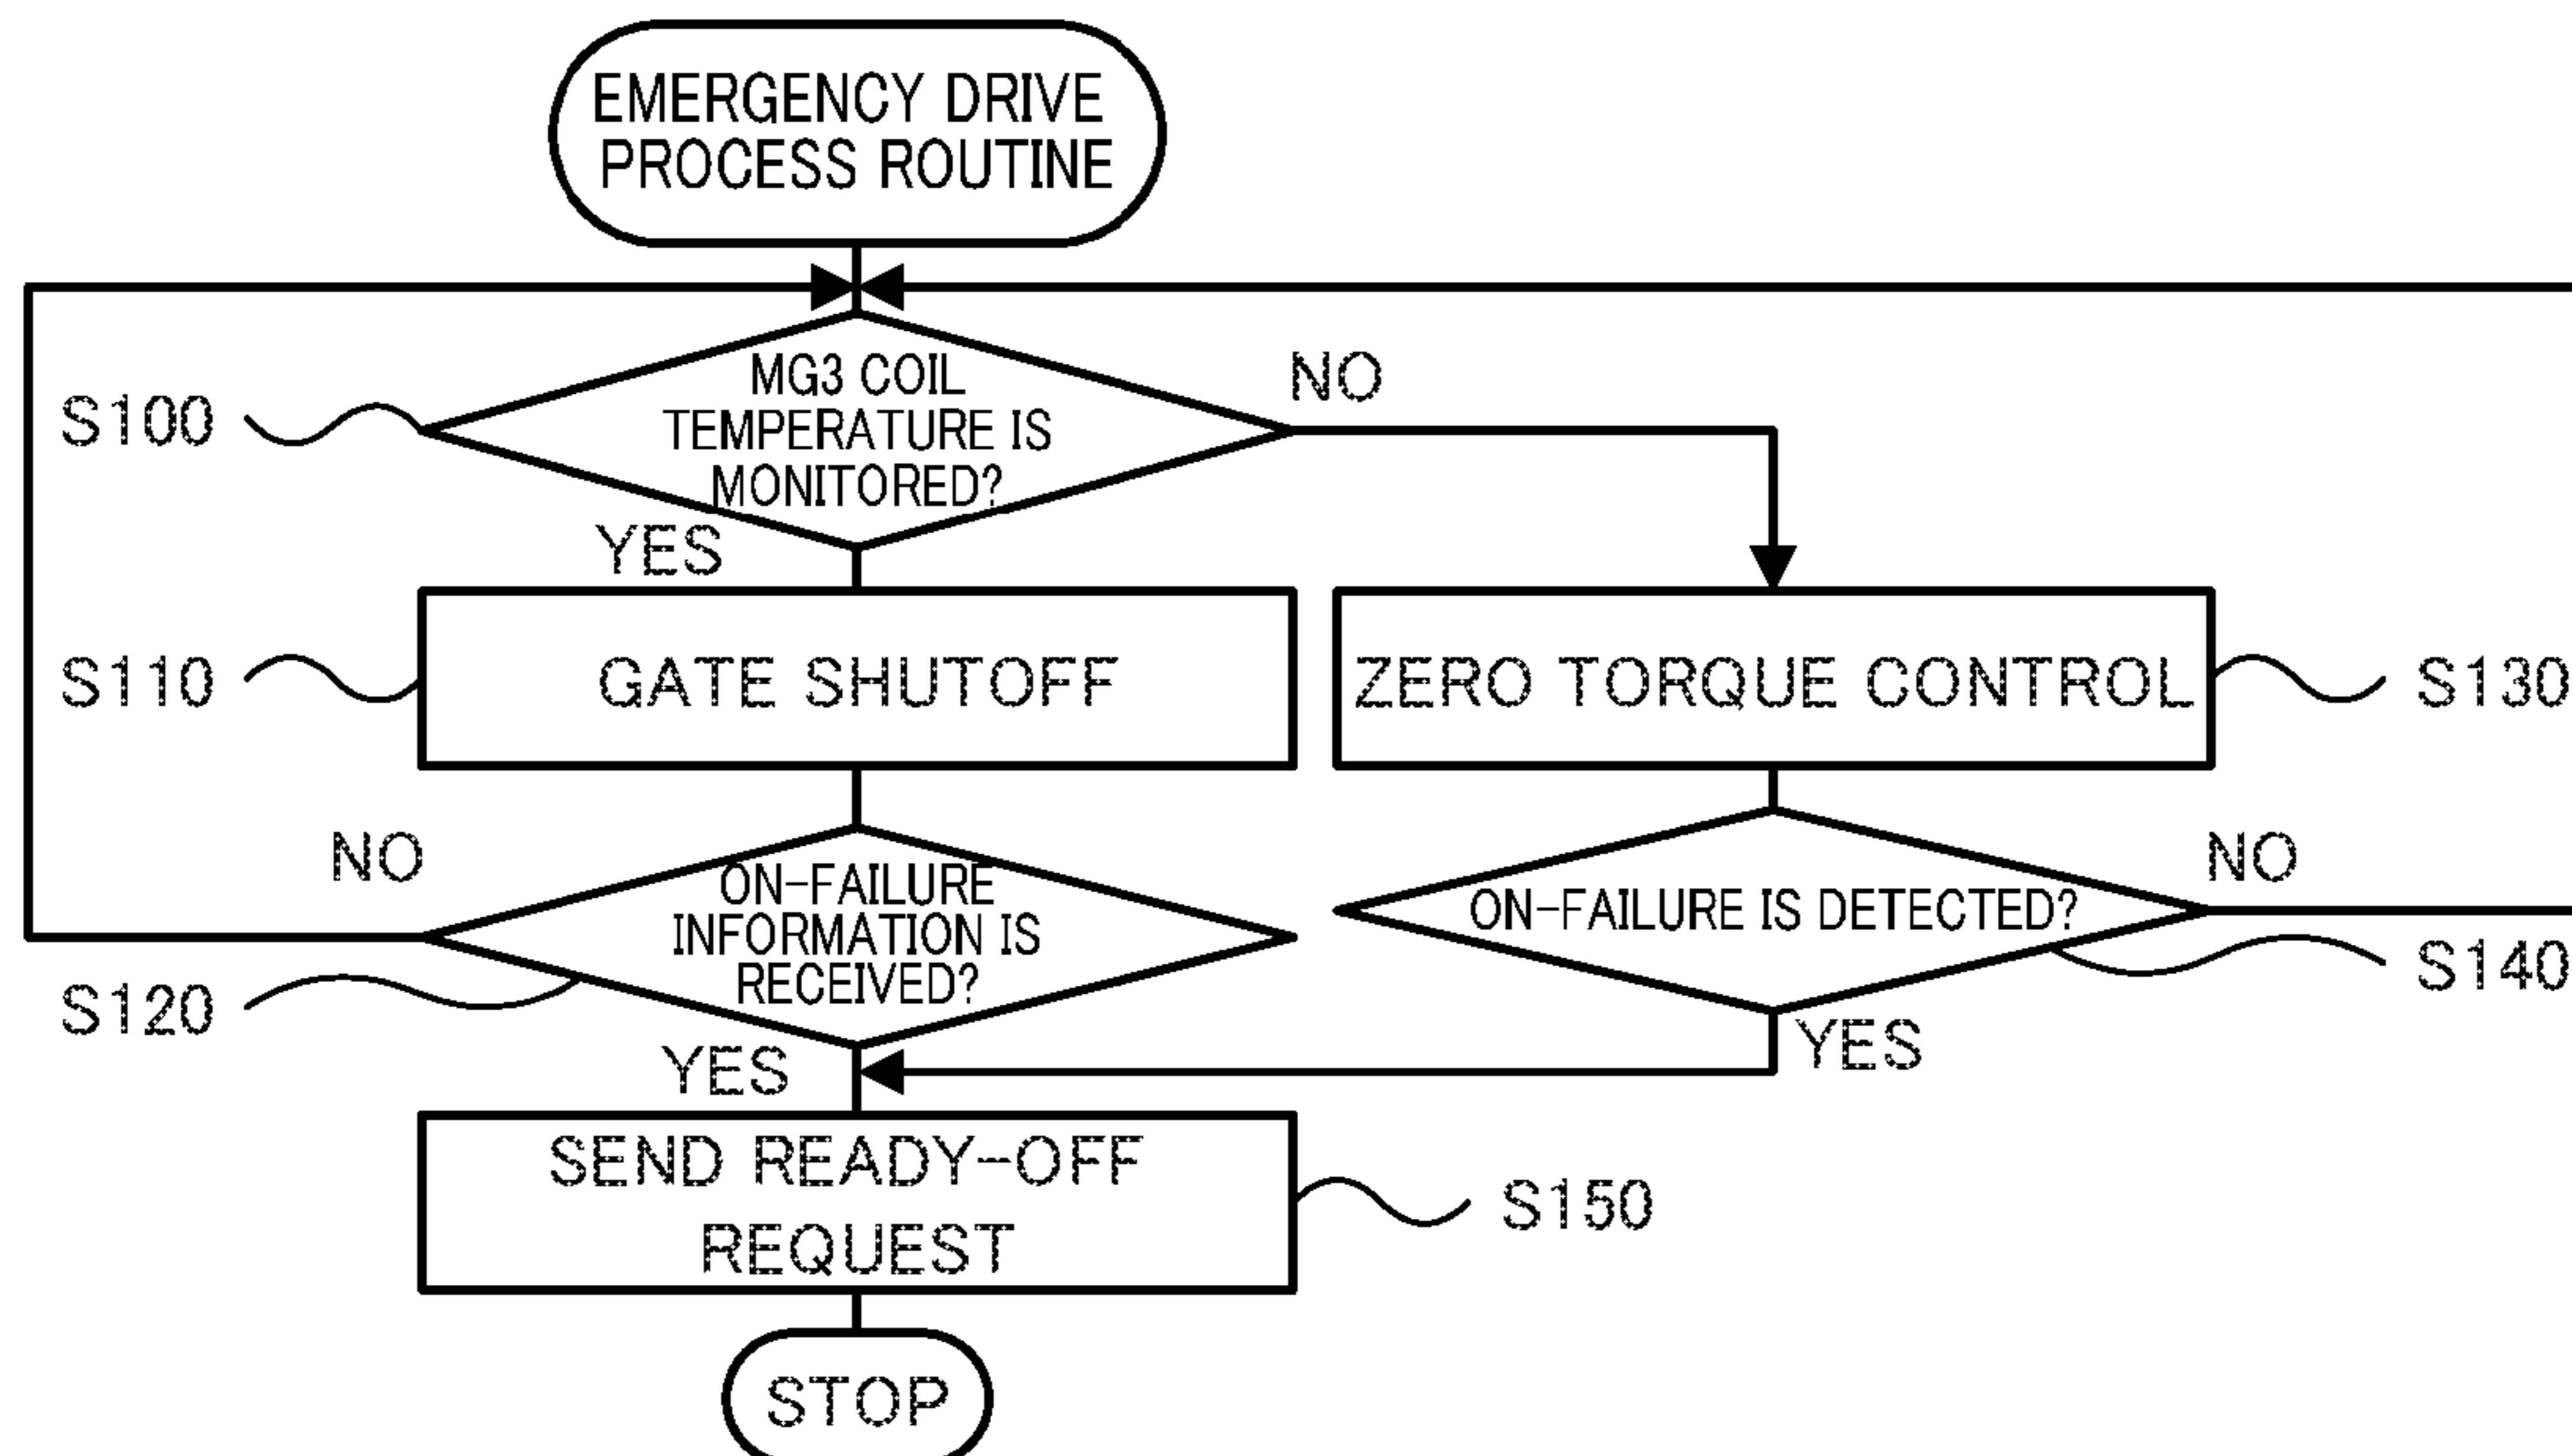 EMERGENCY DRIVE
PROCESS ROUTINE
MG3 COIL
TEMPERATURE IS
MONITORED?
NO
S100
YES
GATE SHUTOFF
S110
ZERO TORQUE CONTROL
S130
NO
ON-FAILURE
INFORMATION IS
RECEIVED?
S120
ON-FAILURE IS DETECTED?
NO
S140
YES
YES
SEND READY-OFF
REQUEST
S150
STOP